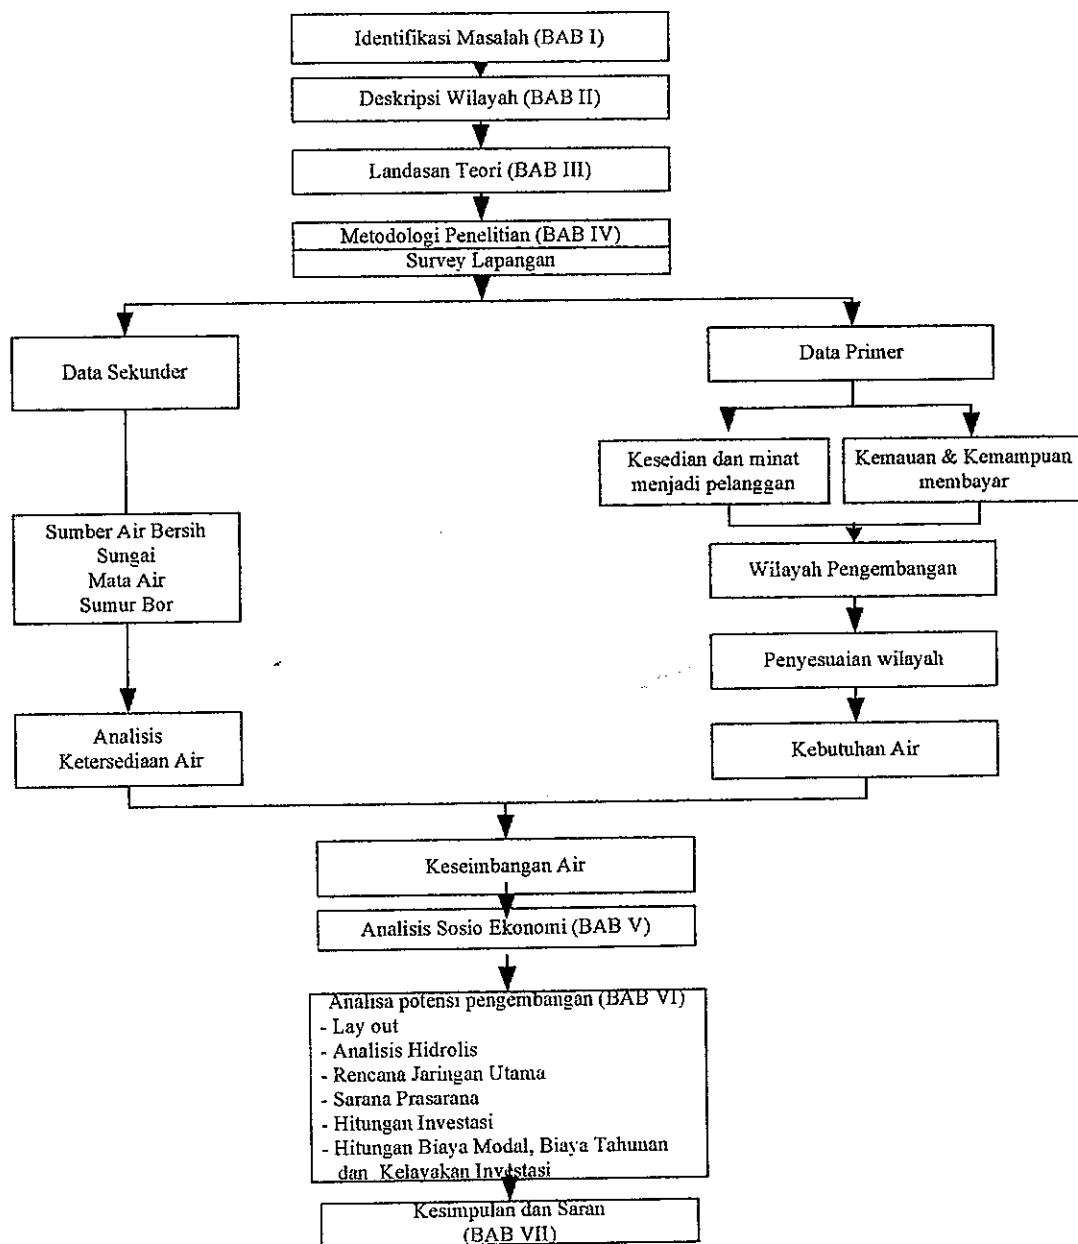 Identifikasi Masalah (BAB I)
Deskripsi Wilayah (BAB II)
Landasan Teori (BAB III)
Metodologi Penelitian (BAB IV)
Survey Lapangan
Data Sekunder
Data Primer
Kesedian dan minat
menjadi pelanggan
Kemauan & Kemampuan
membayar
Sumber Air Bersih
Sungai
Mata Air
Sumur Bor
Wilayah Pengembangan
Penyesuaian wilayah
Analisis
Ketersediaan Air
Kebutuhan Air
Keseimbangan Air
Analisis Sosio Ekonomi (BAB V)
Analisa potensi pengembangan (BAB VI)
- Lay out
- Analisis Hidrolis
- Rencana Jaringan Utama
- Sarana Prasarana
- Hitungan Investasi
- Hitungan Biaya Modal, Biaya Tahunan
dan Kelayakan Investasi
Kesimpulan dan Saran
(BAB VII)